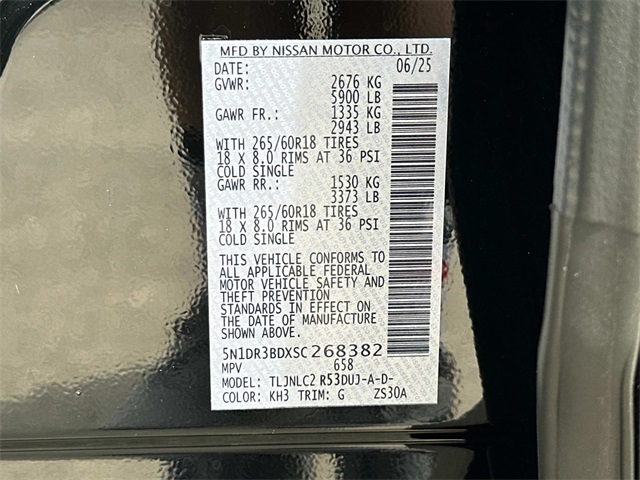 MFD BY NISSAN MOTOR CO., LTD.
DATE: 06/25
GVWR: 2676 KG
5900 LB
GAWR FR.: 1335 KG
2943 LB
WITH 265/60R18 TIRES
18 X 8.0 RIMS AT 36 PSI
COLD SINGLE
GAWR RR.: 1530 KG
3373 LB
WITH 265/60R18 TIRES
18 X 8.0 RIMS AT 36 PSI
COLD SINGLE
THIS VEHICLE CONFORMS TO
ALL APPLICABLE FEDERAL
MOTOR VEHICLE SAFETY AND
THEFT PREVENTION
STANDARDS IN EFFECT ON
THE DATE OF MANUFACTURE
SHOWN ABOVE.
5N1DR3BDXSC268382
MPV 658
MODEL: TLJNLC2 R53DUJ-A-D-
COLOR: KH3 TRIM: G ZS30A